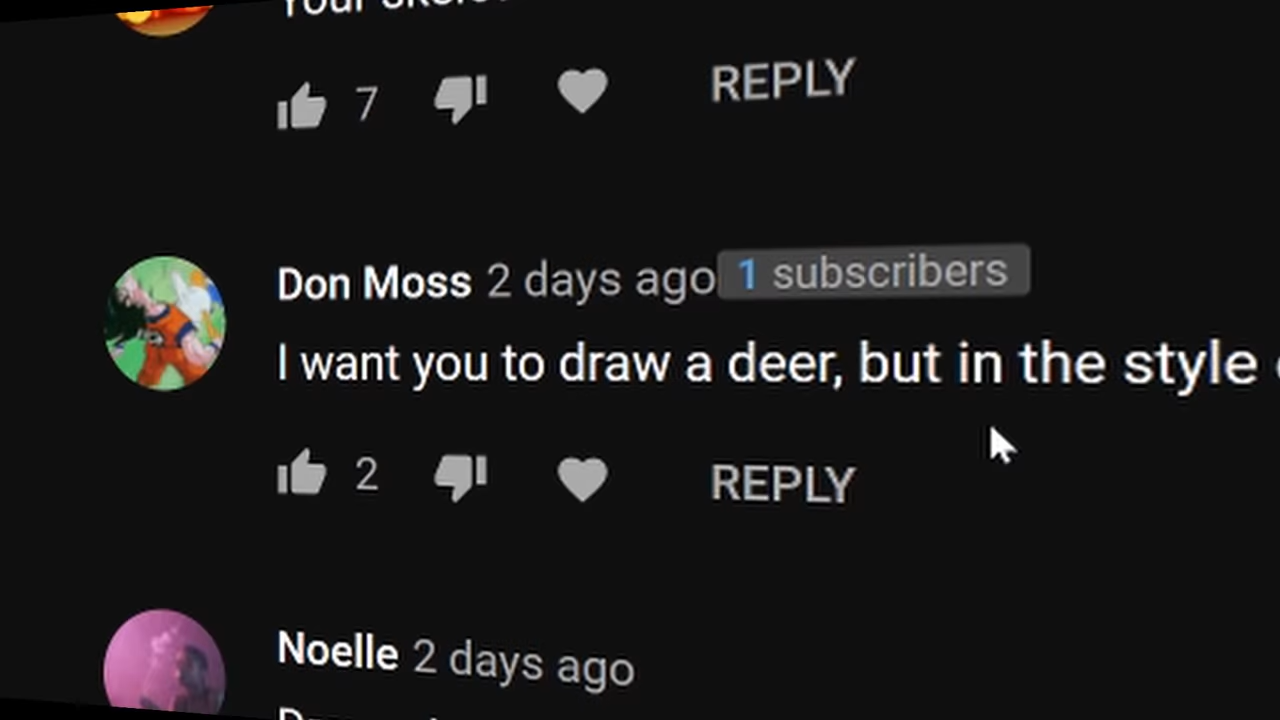 Your
7 REPLY
Don Moss 2 days ago 1 subscribers
I want you to draw a deer, but in the style
2 REPLY
Noelle 2 days ago